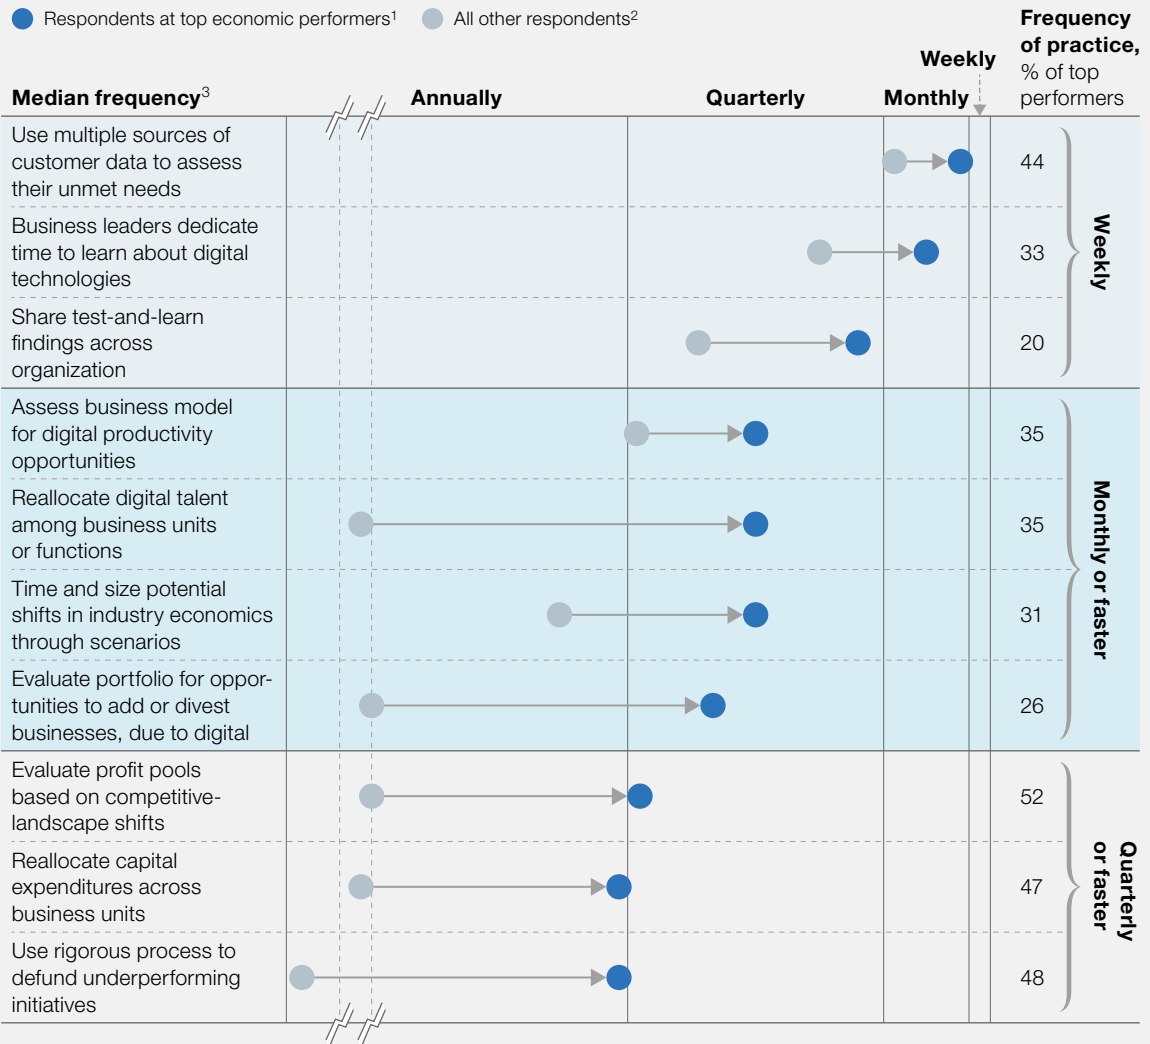 Respondents at top economic performers¹
All other respondents²
Frequency
of practice,
% of top
performers
Weekly
Median frequency³
Annually
Quarterly
Monthly
Use multiple sources of
customer data to assess
their unmet needs
44
Business leaders dedicate
time to learn about digital
technologies
33
Share test-and-learn
findings across
organization
20
Weekly
Assess business model
for digital productivity
opportunities
35
Reallocate digital talent
among business units
or functions
35
Time and size potential
shifts in industry economics
through scenarios
31
Evaluate portfolio for oppor-
tunities to add or divest
businesses, due to digital
26
Monthly or faster
Evaluate profit pools
based on competitive-
landscape shifts
52
Reallocate capital
expenditures across
business units
47
Use rigorous process to
defund underperforming
initiatives
48
Quarterly
or faster